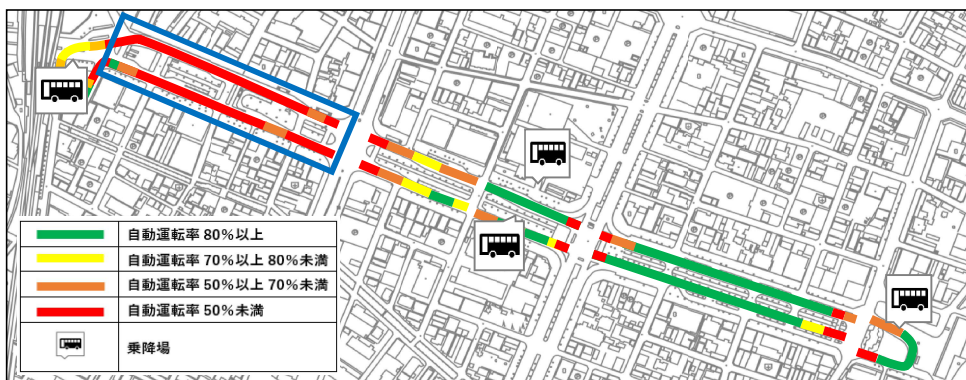 自動運転率 80%以上
自動運転率 70%以上 80%未満
自動運転率 50%以上 70%未満
自動運転率 50%未満
乗降場